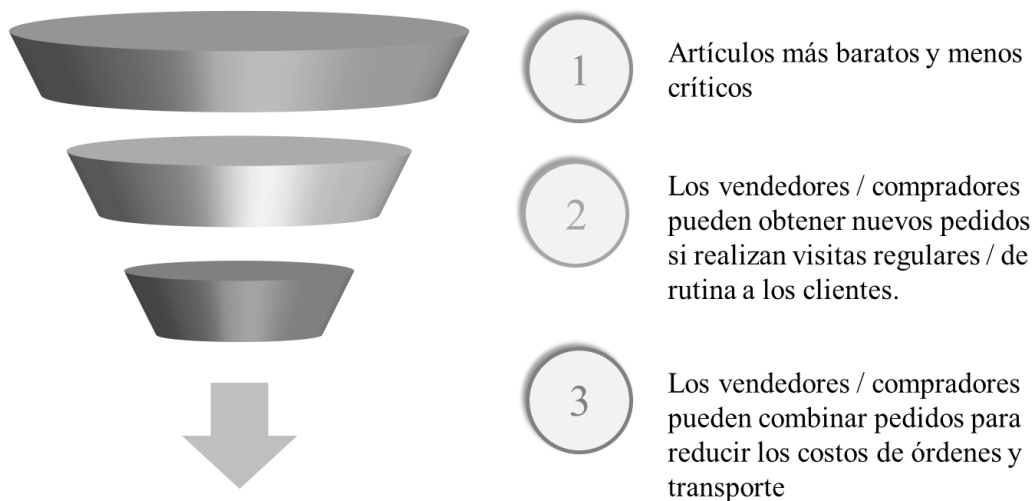 1
Artículos más baratos y menos
críticos
2
Los vendedores / compradores
pueden obtener nuevos pedidos
si realizan visitas regulares / de
rutina a los clientes.
3
Los vendedores / compradores
pueden combinar pedidos para
reducir los costos de órdenes y
transporte